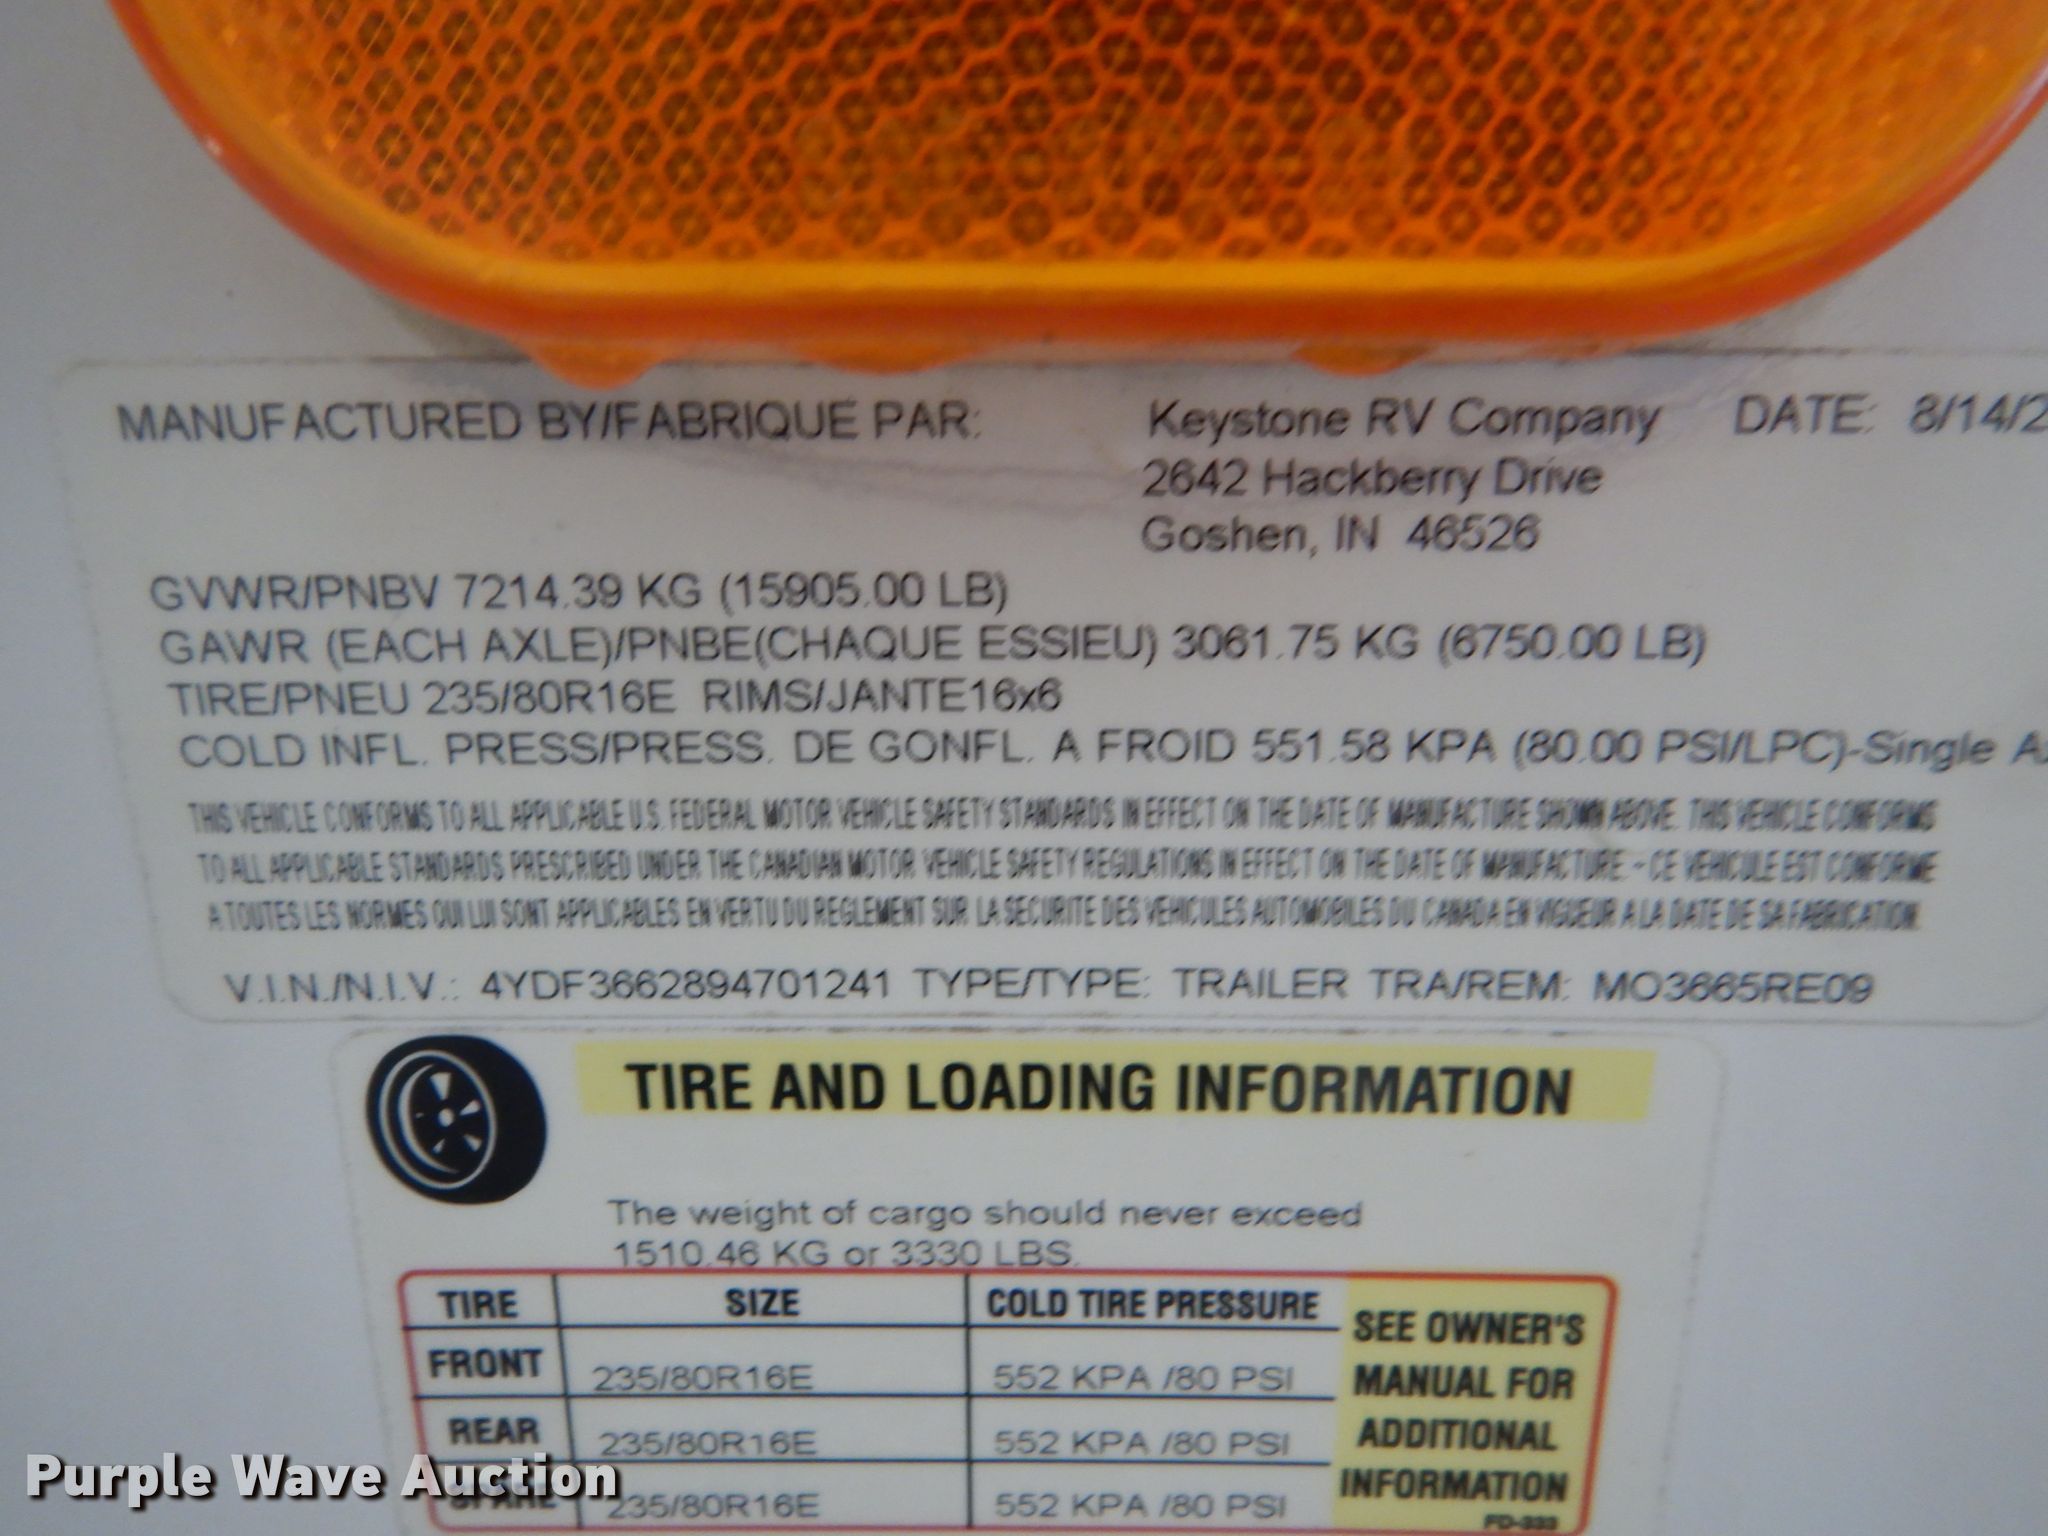 MANUFACTURED BY/FABRIQUE PAR: Keystone RV Company DATE: 8/14/2
2642 Hackberry Drive
Goshen, IN 46526
GVWR/PNBV 7214.39 KG (15905.00 LB)
GAWR (EACH AXLE)/PNBE(CHAQUE ESSIEU) 3061.75 KG (6750.00 LB)
TIRE/PNEU 235/80R16E RIMS/JANTE16x6
COLD INFL. PRESS/PRESS. DE GONFL. A FROID 551.58 KPA (80.00 PSI/LPC)-Single
THIS VEHICLE CONFORMS TO ALL APPLICABLE U.S. FEDERAL MOTOR VEHICLE SAFETY STANDARDS IN EFFECT ON THE DATE OF MANUFACTURE SHOWN ABOVE. THIS VEHICLE CONFORMS
TO ALL APPLICABLE STANDARDS PRESCRIBED UNDER THE CANADIAN MOTOR VEHICLE SAFETY REGULATIONS IN EFFECT ON THE DATE OF MANUFACTURE. - CE VEHICULE EST CONFORME
A TOUTES LES NORMES QUI LUI SONT APPLICABLES EN VERTU DU REGLEMENT SUR LA SECURITE DES VEHICULES AUTOMOBILES DU CANADA EN VIGUEUR A LA DATE DE SA FABRICATION.
V.I.N./N.I.V.: 4YDF3662894701241 TYPE/TYPE: TRAILER TRA/REM: MO3665RE09
TIRE AND LOADING INFORMATION
The weight of cargo should never exceed
1510.46 KG or 3330 LBS.
TIRE SIZE COLD TIRE PRESSURE
FRONT 235/80R16E 552 KPA /80 PSI
REAR 235/80R16E 552 KPA /80 PSI
SPARE 235/80R16E 552 KPA /80 PSI
SEE OWNER'S
MANUAL FOR
ADDITIONAL
INFORMATION
FD-333
Purple Wave Auction